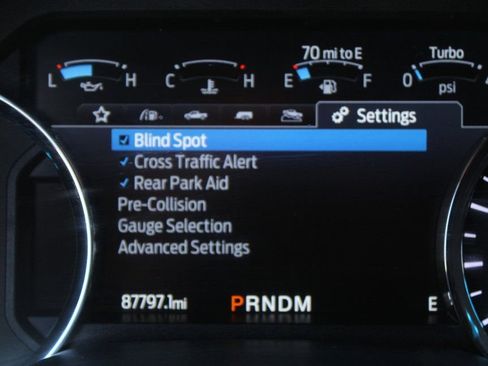 70 mi to E
Turbo
L H C H E F 0
psi
Settings
Blind Spot
Cross Traffic Alert
Rear Park Aid
Pre-Collision
Gauge Selection
Advanced Settings
87797.1mi PRNDM E